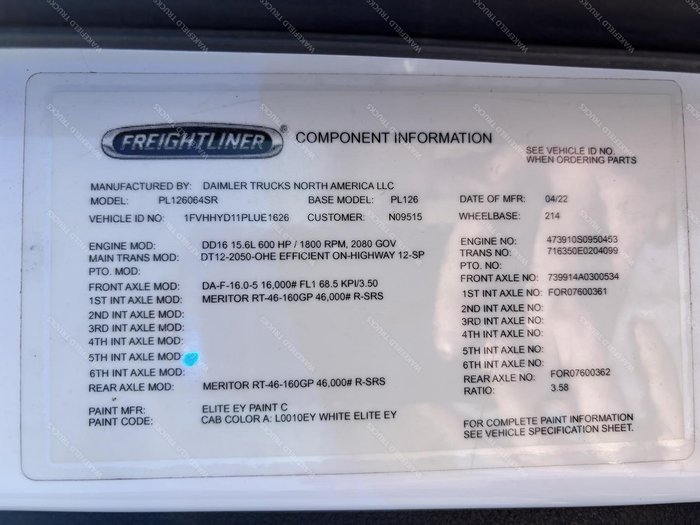 FREIGHTLINER® COMPONENT INFORMATION
SEE VEHICLE ID NO.
WHEN ORDERING PARTS
MANUFACTURED BY: DAIMLER TRUCKS NORTH AMERICA LLC
MODEL: PL126064SR BASE MODEL: PL126 DATE OF MFR: 04/22
VEHICLE ID NO: 1FVHHYD11PLUE1626 CUSTOMER: N09515 WHEELBASE: 214
ENGINE MOD: DD16 15.6L 600 HP / 1800 RPM, 2080 GOV ENGINE NO: 473910S0950453
MAIN TRANS MOD: DT12-2050-OHE EFFICIENT ON-HIGHWAY 12-SP TRANS NO: 716350E0204099
PTO. MOD: PTO. NO:
FRONT AXLE MOD: DA-F-16.0-5 16,000# FL1 68.5 KPI/3.50 FRONT AXLE NO: 739914A0300534
1ST INT AXLE MOD: MERITOR RT-46-160GP 46,000# R-SRS 1ST INT AXLE NO: FOR07600361
2ND INT AXLE MOD: 2ND INT AXLE NO:
3RD INT AXLE MOD: 3RD INT AXLE NO:
4TH INT AXLE MOD: 4TH INT AXLE NO:
5TH INT AXLE MOD: 5TH INT AXLE NO:
6TH INT AXLE MOD: 6TH INT AXLE NO:
REAR AXLE MOD: MERITOR RT-46-160GP 46,000# R-SRS REAR AXLE NO: FOR07600362
RATIO: 3.58
PAINT MFR: ELITE EY PAINT C
PAINT CODE: CAB COLOR A: L0010EY WHITE ELITE EY
FOR COMPLETE PAINT INFORMATION
SEE VEHICLE SPECIFICATION SHEET.
WAKEFIELD TRUCKS